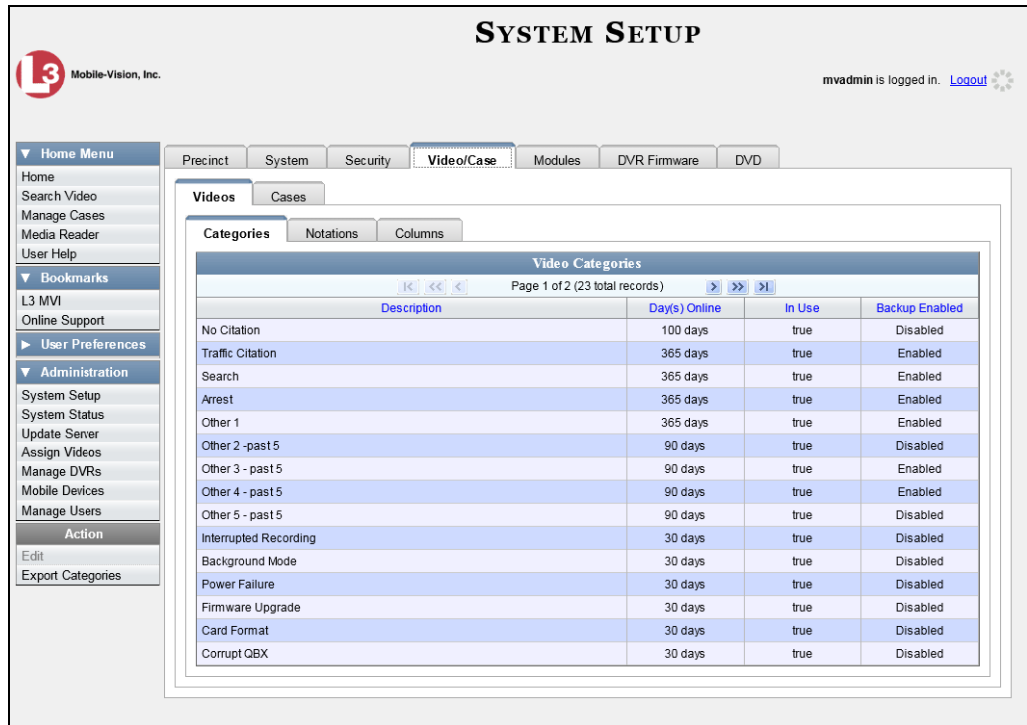 SYSTEM SETUP
L3 Mobile-Vision, Inc.
mvadmin is logged in. Logout
▼ Home Menu
Home
Search Video
Manage Cases
Media Reader
User Help
▼ Bookmarks
L3 MVI
Online Support
► User Preferences
▼ Administration
System Setup
System Status
Update Server
Assign Videos
Manage DVRs
Mobile Devices
Manage Users
Action
Edit
Export Categories
Precinct System Security Video/Case Modules DVR Firmware DVD
Videos Cases
Categories Notations Columns
Video Categories
|< << < Page 1 of 2 (23 total records) > >> >|
Description Day(s) Online In Use Backup Enabled
No Citation 100 days true Disabled
Traffic Citation 365 days true Enabled
Search 365 days true Enabled
Arrest 365 days true Enabled
Other 1 365 days true Enabled
Other 2 -past 5 90 days true Disabled
Other 3 - past 5 90 days true Enabled
Other 4 - past 5 90 days true Enabled
Other 5 - past 5 90 days true Disabled
Interrupted Recording 30 days true Disabled
Background Mode 30 days true Disabled
Power Failure 30 days true Disabled
Firmware Upgrade 30 days true Disabled
Card Format 30 days true Disabled
Corrupt QBX 30 days true Disabled